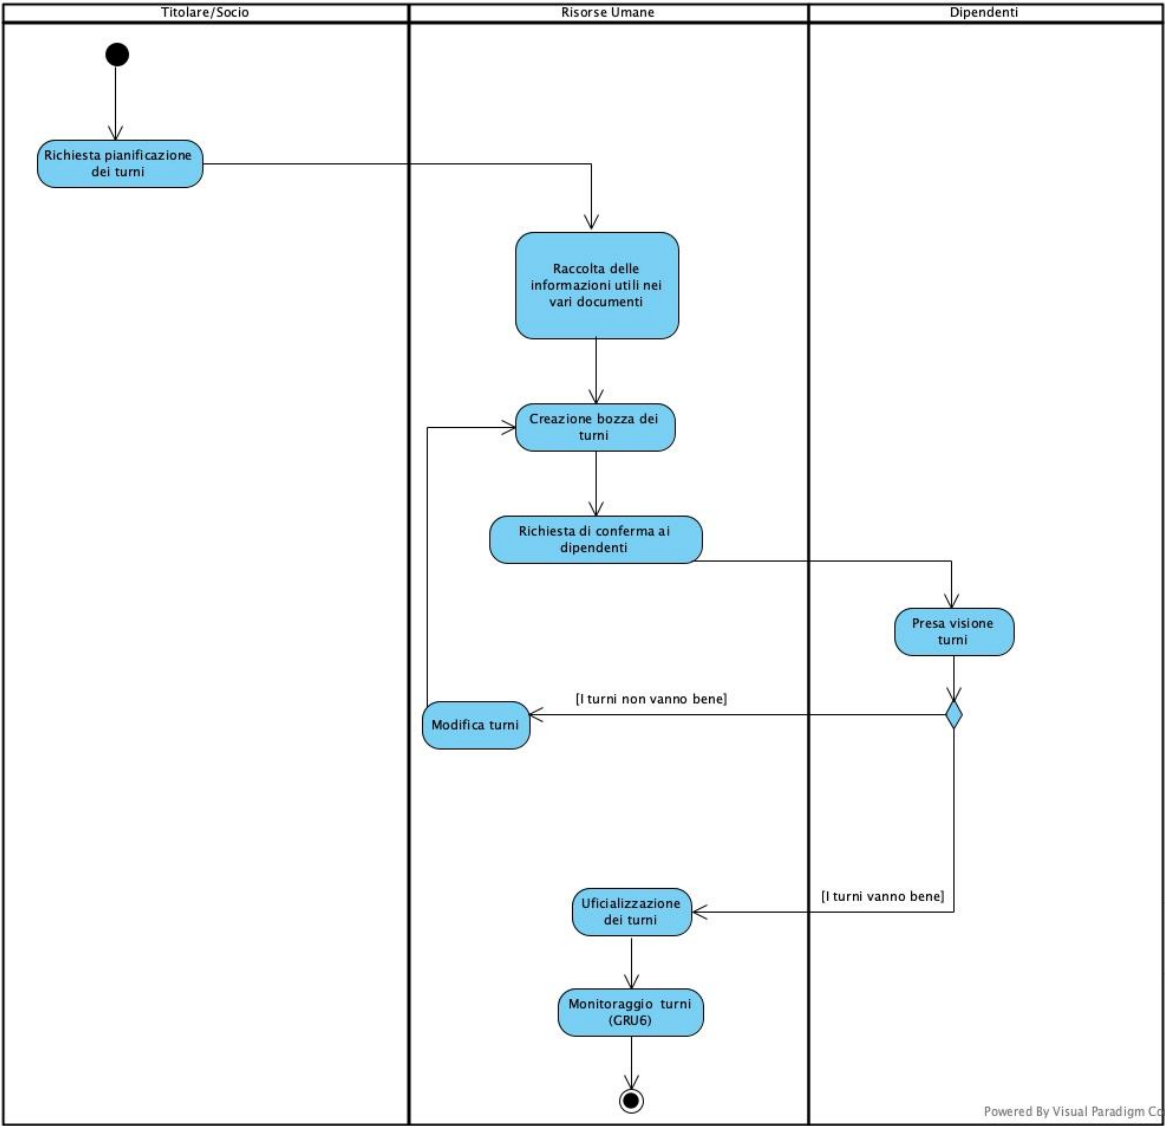 Titolare/Socio
Risorse Umane
Dipendenti
Richiesta pianificazione
dei turni
Raccolta delle
informazioni utili nei
vari documenti
Creazione bozza dei
turni
Richiesta di conferma ai
dipendenti
Presa visione
turni
[I turni non vanno bene]
Modifica turni
[I turni vanno bene]
Uficializzazione
dei turni
Monitoraggio turni
(GRU6)
Powered By Visual Paradigm Co